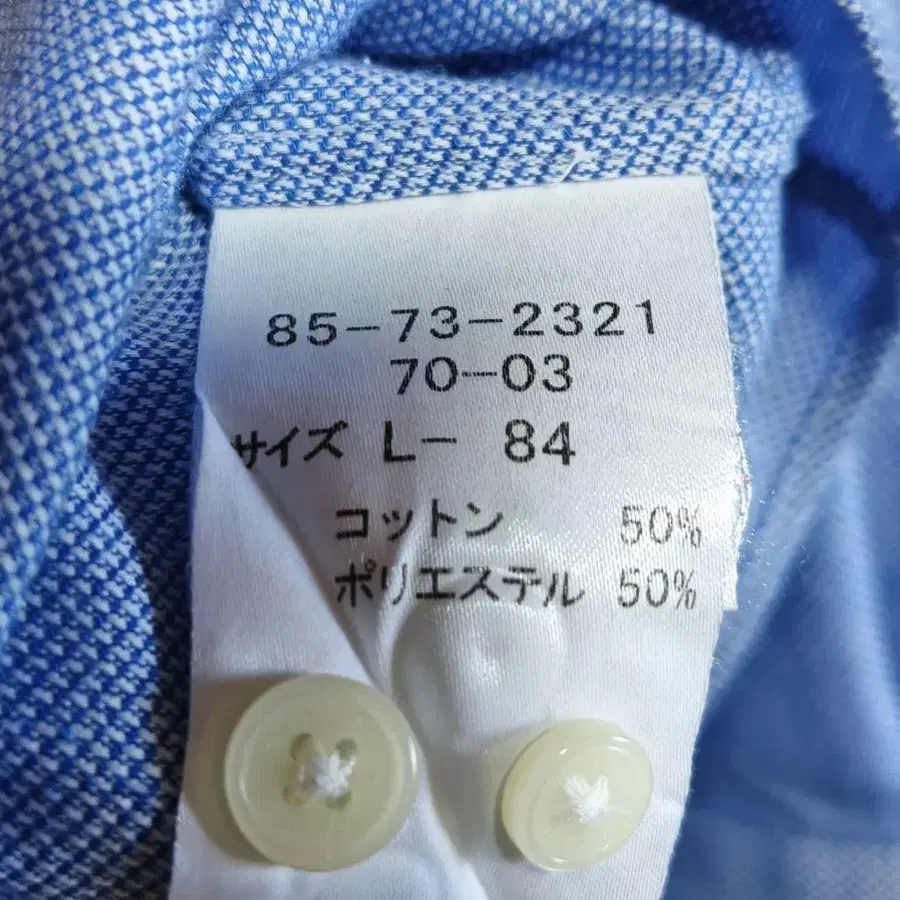 85-73-2321
70-03
サイズ L- 84
コットン 50%
ポリエステル 50%